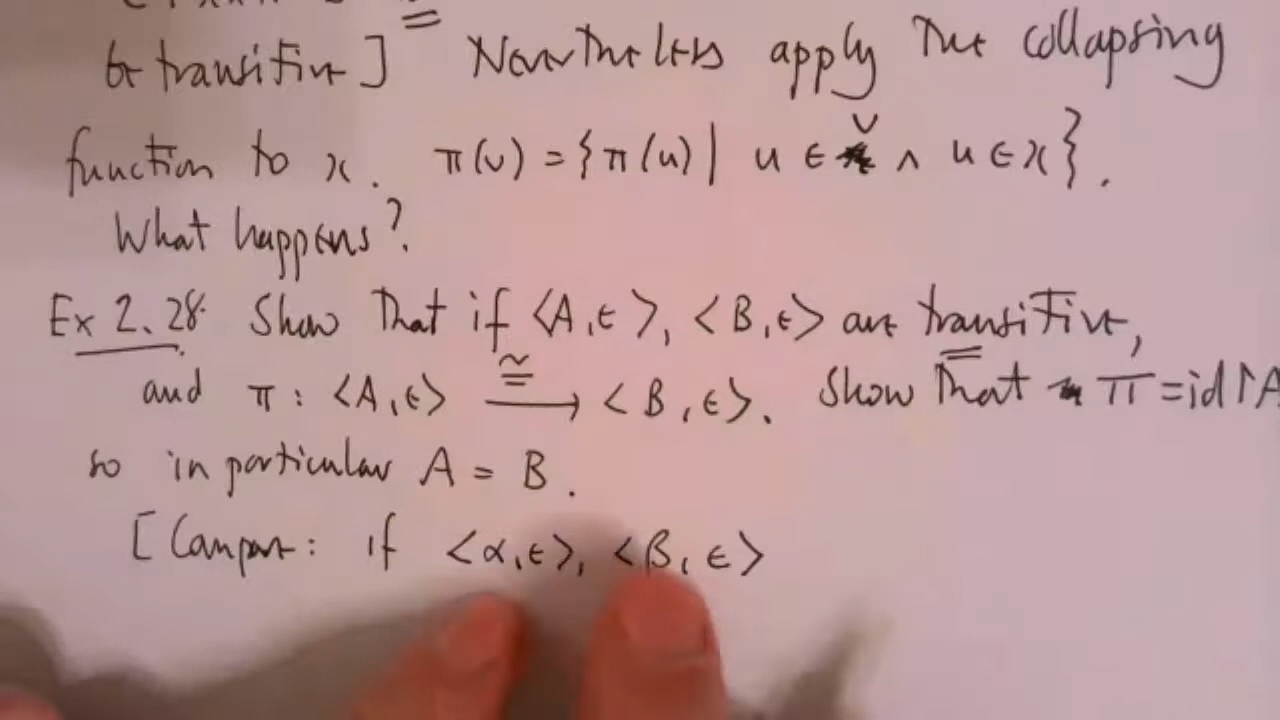 be transitive] Nevertheless apply the collapsing
function to x. π(v) = {π(u) | u ∈ v ∧ u ∈ x}.
What happens?
Ex 2.28. Show that if <A,∈>, <B,∈> are transitive,
and π : <A,∈> ≅⟶ <B,∈>. Show that π = id↾A
so in particular A = B.
[Compare: if <α,∈>, <β,∈>